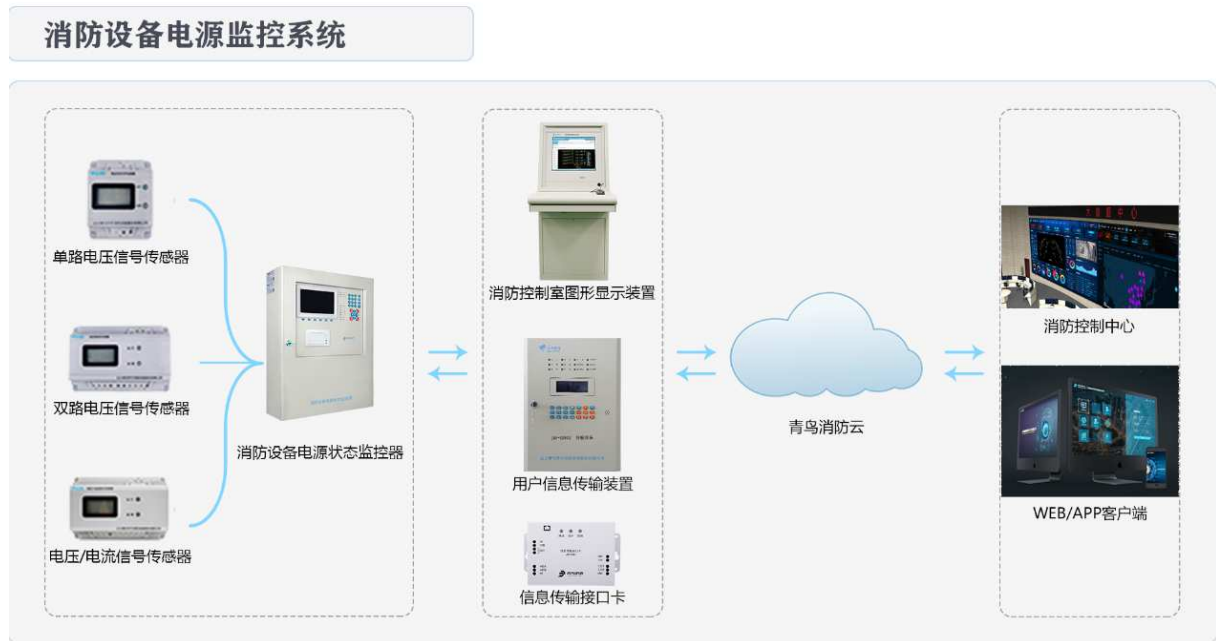 消防设备电源监控系统
单路电压信号传感器
双路电压信号传感器
电压/电流信号传感器
消防设备电源状态监控器
消防控制室图形显示装置
用户信息传输装置
信息传输接口卡
青鸟消防云
消防控制中心
WEB/APP客户端